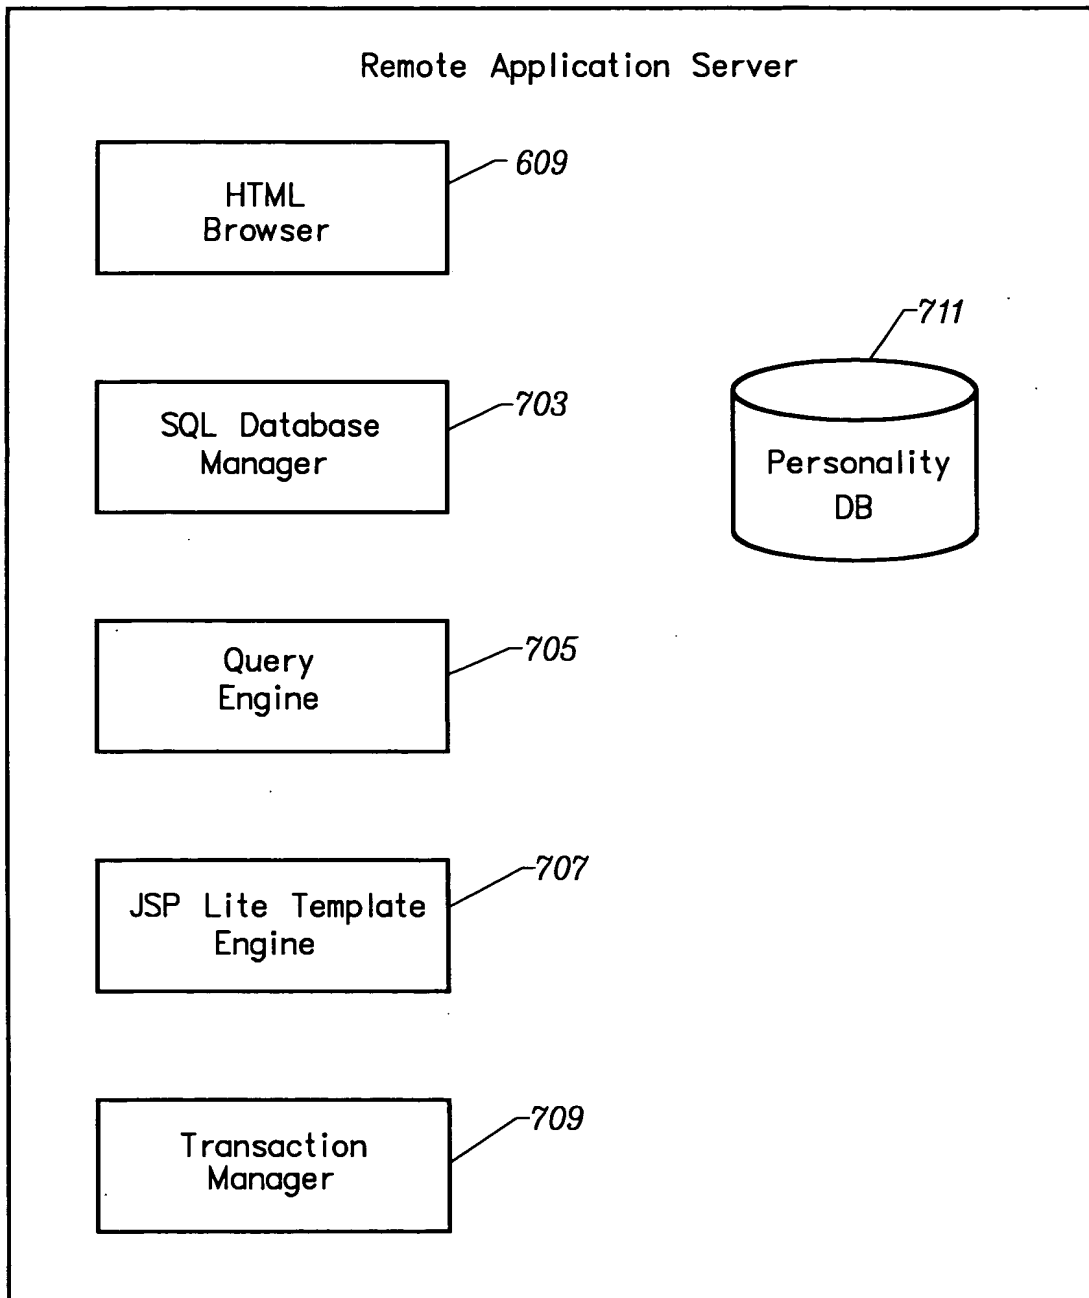 Remote Application Server
609
HTML
Browser
711
703
SQL Database
Manager
Personality
DB
705
Query
Engine
707
JSP Lite Template
Engine
709
Transaction
Manager